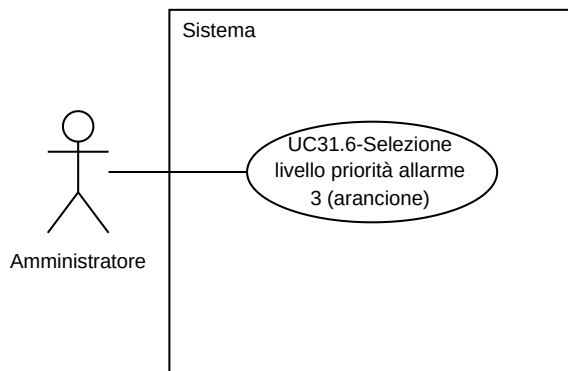 Sistema
UC31.6-Selezione
livello priorità allarme
3 (arancione)
Amministratore